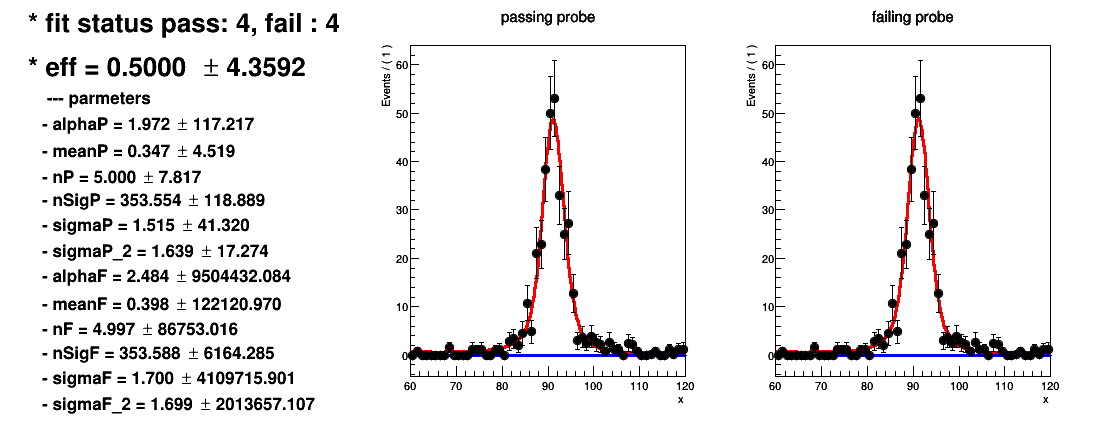 * fit status pass: 4, fail : 4
* eff = 0.5000 ± 4.3592
--- parmeters
- alphaP = 1.972 ± 117.217
- meanP = 0.347 ± 4.519
- nP = 5.000 ± 7.817
- nSigP = 353.554 ± 118.889
- sigmaP = 1.515 ± 41.320
- sigmaP_2 = 1.639 ± 17.274
- alphaF = 2.484 ± 9504432.084
- meanF = 0.398 ± 122120.970
- nF = 4.997 ± 86753.016
- nSigF = 353.588 ± 6164.285
- sigmaF = 1.700 ± 4109715.901
- sigmaF_2 = 1.699 ± 2013657.107
passing probe
Events / ( 1 )
60
50
40
30
20
10
0
60 70 80 90 100 110 120
x
failing probe
Events / ( 1 )
60
50
40
30
20
10
0
60 70 80 90 100 110 120
x